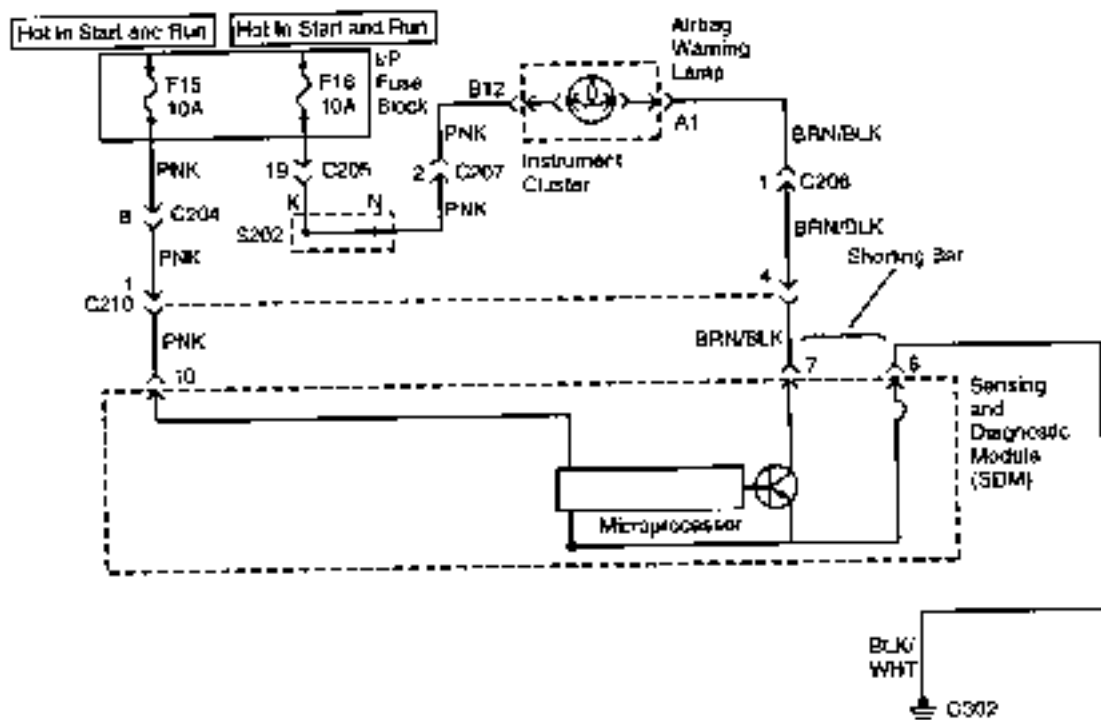 Hot in Start and Run
Hot in Start and Run
F15
10A
F16
10A
I/P
Fuse
Block
Airbag
Warning
Lamp
B12
A1
Instrument
Cluster
PNK
PNK
BRN/BLK
19
C205
2
C207
1
C206
K
N
S202
PNK
8
C204
PNK
BRN/BLK
Shorting Bar
1
C210
4
PNK
BRN/BLK
10
7
6
Sensing
and
Diagnostic
Module
(SDM)
Microprocessor
BLK/
WHT
G302